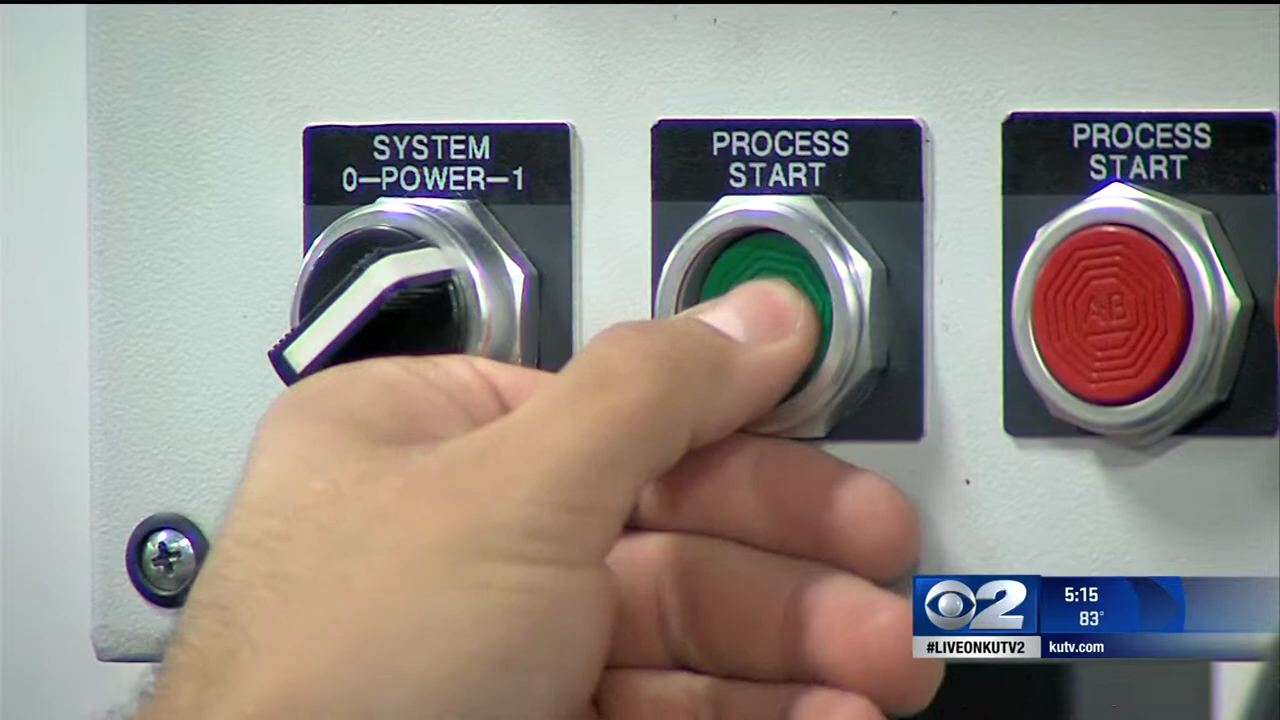 SYSTEM
0-POWER-1
PROCESS
START
PROCESS
START
AB
2
5:15
83°
#LIVEONKUTV2
kutv.com